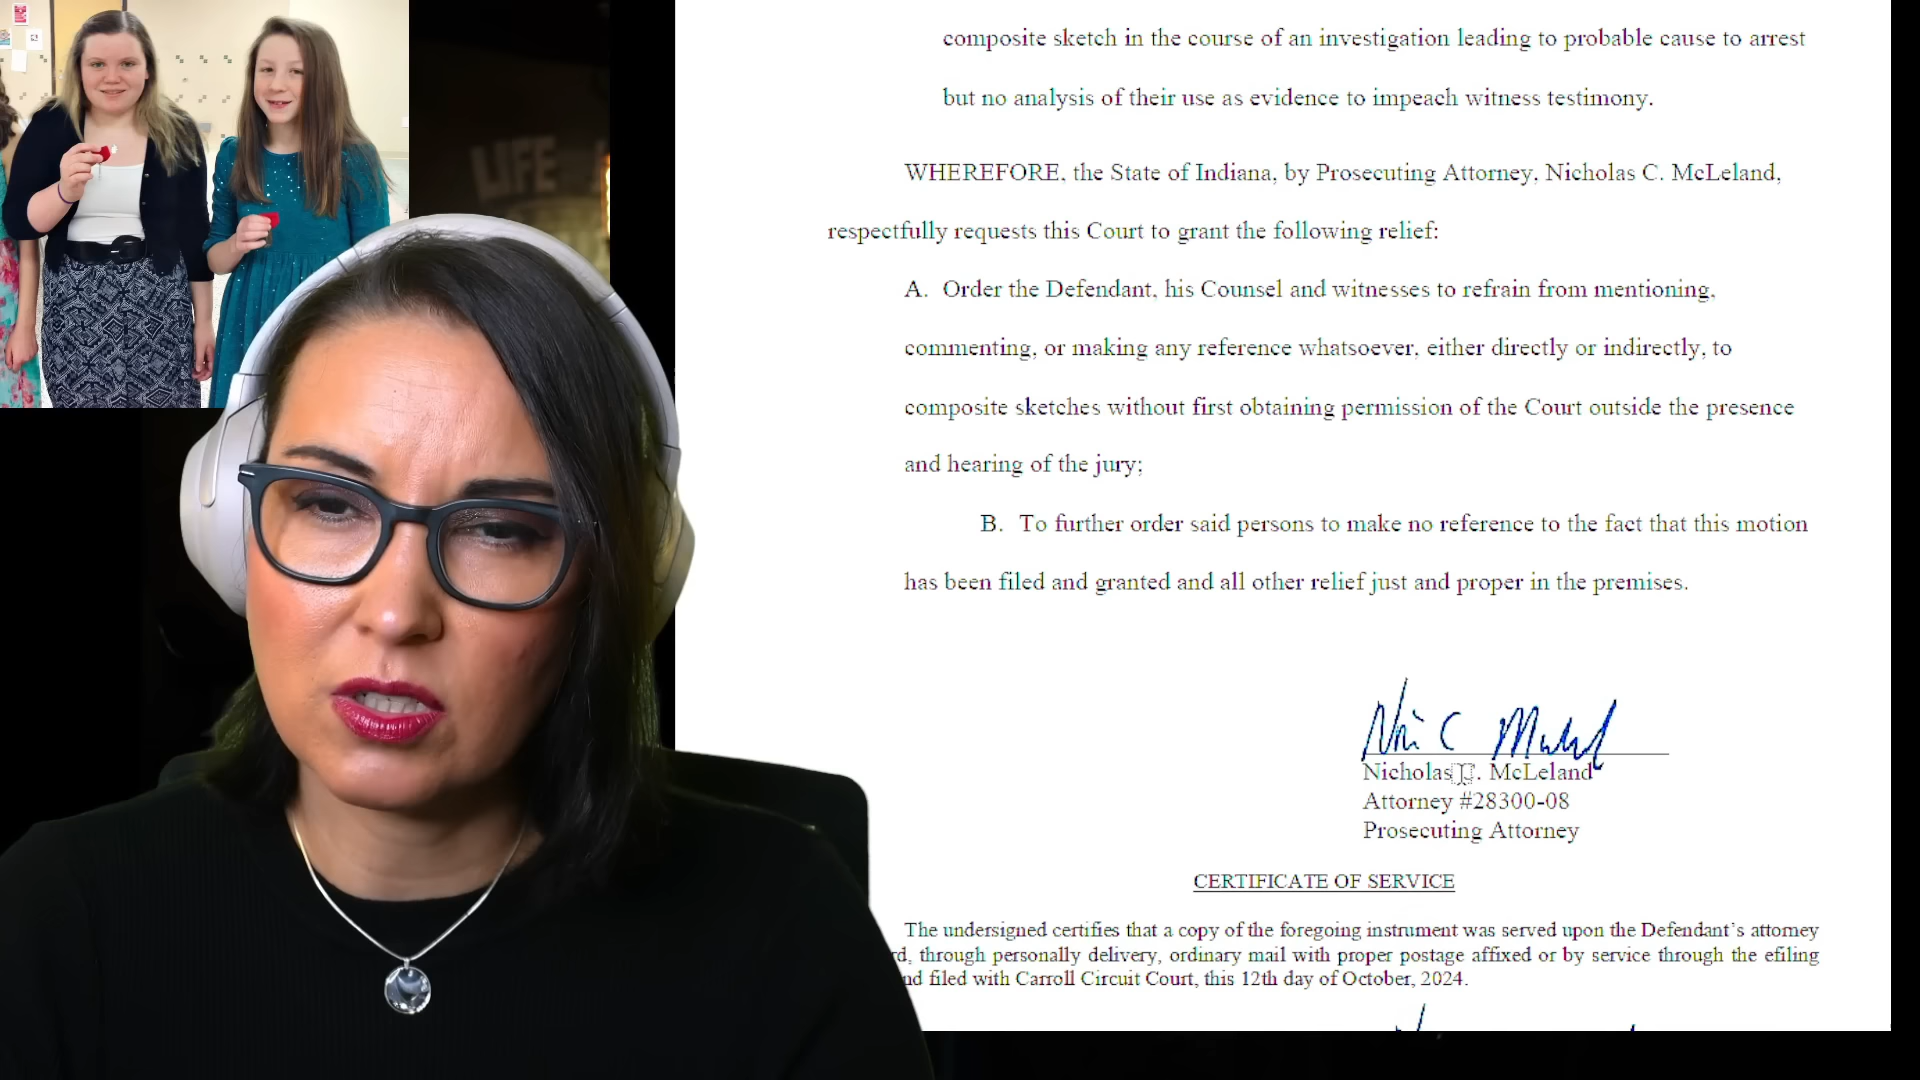 LIFE
composite sketch in the course of an investigation leading to probable cause to arrest
but no analysis of their use as evidence to impeach witness testimony.
WHEREFORE, the State of Indiana, by Prosecuting Attorney, Nicholas C. McLeland,
respectfully requests this Court to grant the following relief:
A. Order the Defendant, his Counsel and witnesses to refrain from mentioning,
commenting, or making any reference whatsoever, either directly or indirectly, to
composite sketches without first obtaining permission of the Court outside the presence
and hearing of the jury;
B. To further order said persons to make no reference to the fact that this motion
has been filed and granted and all other relief just and proper in the premises.
Nicholas . McLeland
Attorney #28300-08
Prosecuting Attorney
CERTIFICATE OF SERVICE
The undersigned certifies that a copy of the foregoing instrument was served upon the Defendant's attorney
through personally delivery, ordinary mail with proper postage affixed or by service through the efiling
filed with Carroll Circuit Court, this 12th day of October, 2024.